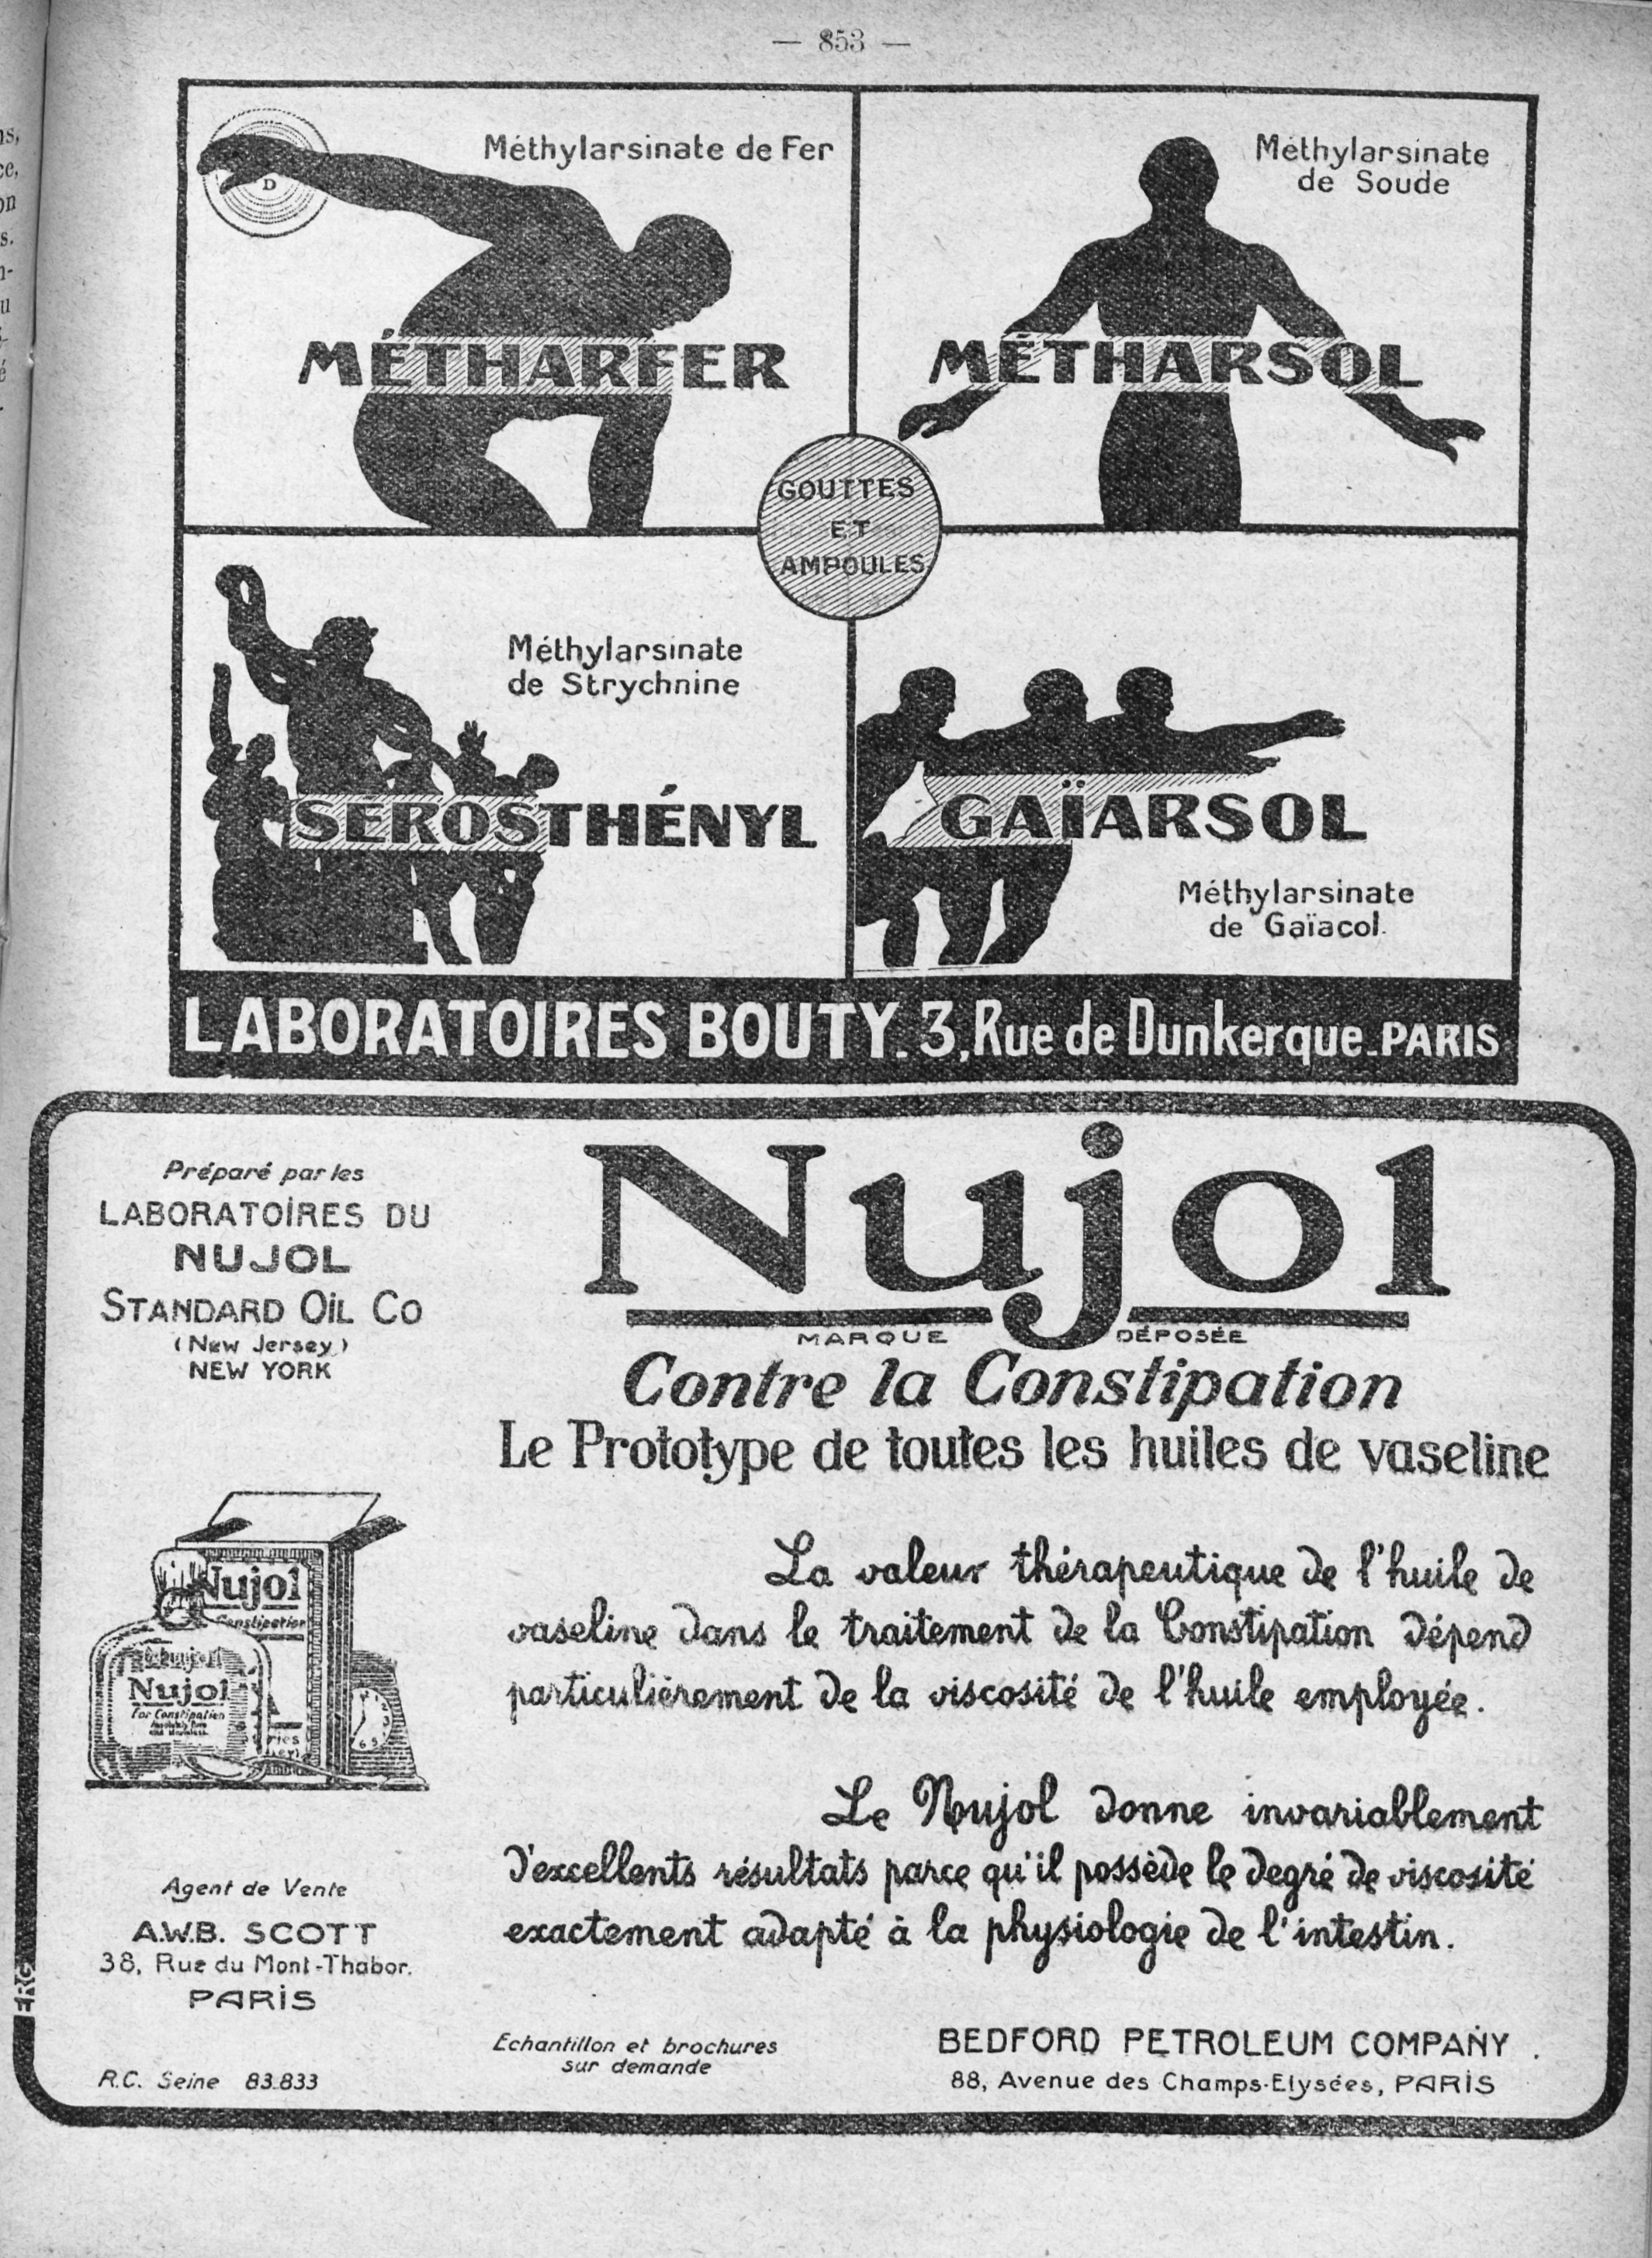 — 853 —
Méthylarsinate de Fer
D
MÉTHARFER
Méthylarsinate
de Soude
MÉTHARSOL
GOUTTES
ET
AMPOULES
Méthylarsinate
de Strychnine
SÉROSTHÉNYL
GAÏARSOL
Méthylarsinate
de Gaïacol.
LABORATOIRES BOUTY. 3, Rue de Dunkerque. PARIS
Préparé par les
LABORATOIRES DU
NUJOL
STANDARD OIL CO
(New Jersey)
NEW YORK
Nujol
MARQUE DÉPOSÉE
Contre la Constipation
Le Prototype de toutes les huiles de vaseline
La valeur thérapeutique de l'huile de
vaseline dans le traitement de la Constipation dépend
particulièrement de la viscosité de l'huile employée.
Nujol
Constipation
Nujol
For Constipation
Le Nujol donne invariablement
d'excellents résultats parce qu'il possède le degré de viscosité
exactement adapté à la physiologie de l'intestin.
Agent de Vente
A.W.B. SCOTT
38, Rue du Mont-Thabor.
PARIS
R.C. Seine 83.833
Echantillon et brochures
sur demande
BEDFORD PETROLEUM COMPANY
88, Avenue des Champs-Elysées, PARIS